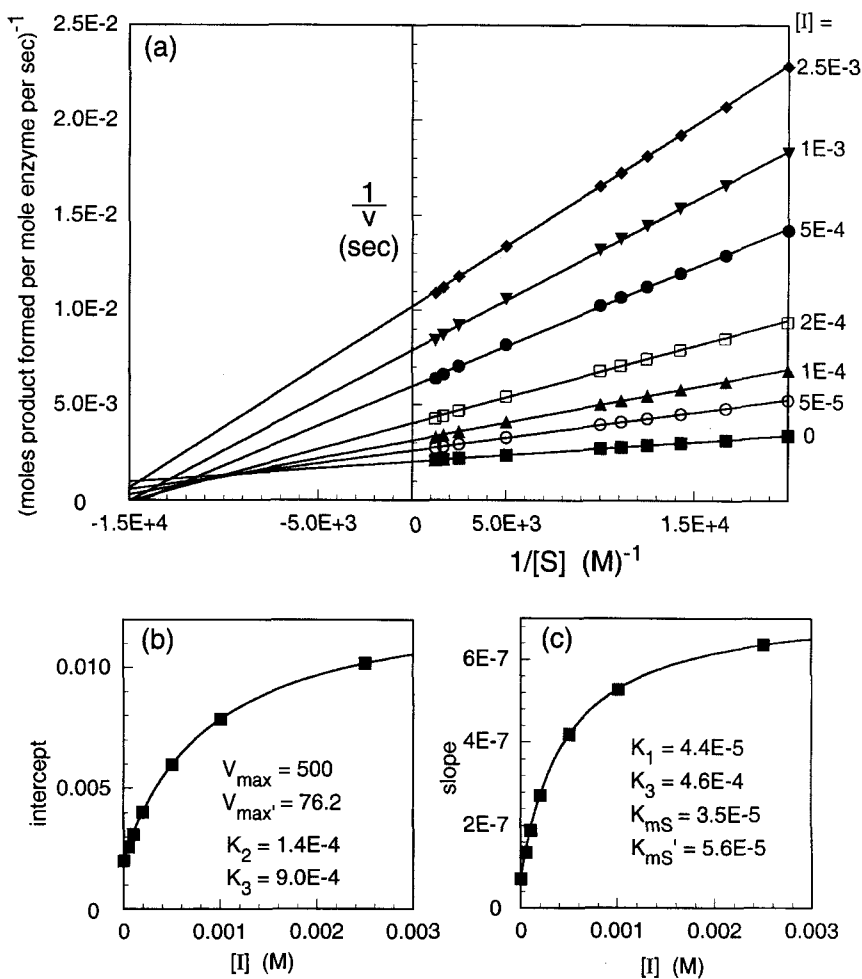 (moles product formed per mole enzyme per sec)⁻¹
2.5E-2
2.0E-2
1.5E-2
1.0E-2
5.0E-3
0
(a)
1
v
(sec)
[I] =
2.5E-3
1E-3
5E-4
2E-4
1E-4
5E-5
0
-1.5E+4
-5.0E+3
0
5.0E+3
1.5E+4
1/[S] (M)⁻¹
(b)
intercept
0.010
0.005
0
Vmax = 500
Vmax' = 76.2
K2 = 1.4E-4
K3 = 9.0E-4
0
0.001
0.002
0.003
[I] (M)
(c)
slope
6E-7
4E-7
2E-7
0
K1 = 4.4E-5
K3 = 4.6E-4
KmS = 3.5E-5
KmS' = 5.6E-5
0
0.001
0.002
0.003
[I] (M)